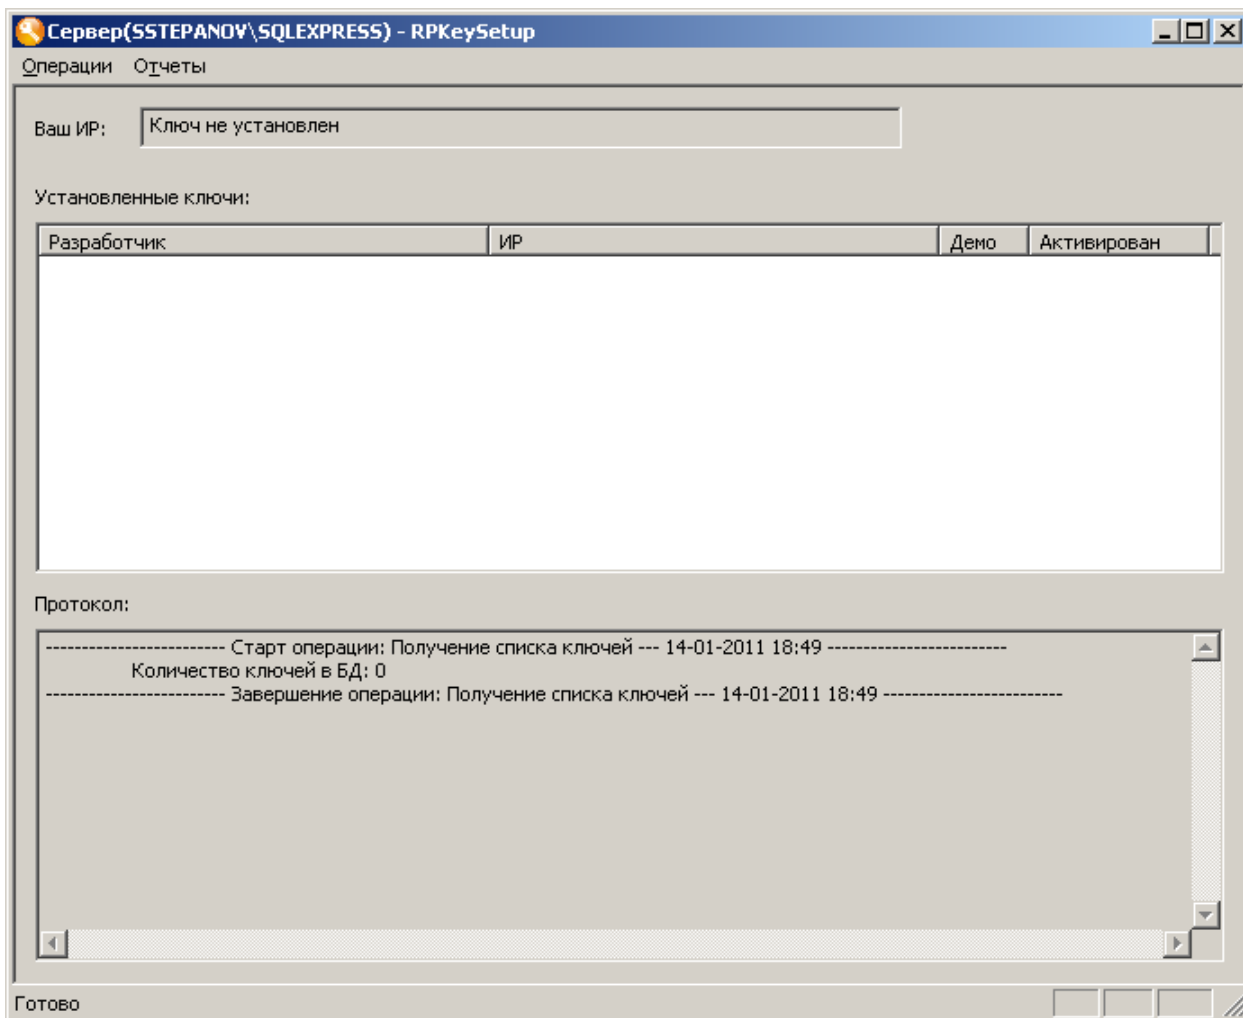 Сервер(SSTEPANOV\SQLEXPRESS) - RPKeySetup
Операции Отчеты
Ваш ИР: Ключ не установлен
Установленные ключи:
Разработчик ИР Демо Активирован
Протокол:
------------------------- Старт операции: Получение списка ключей --- 14-01-2011 18:49 -------------------------
Количество ключей в БД: 0
------------------------- Завершение операции: Получение списка ключей --- 14-01-2011 18:49 -------------------------
Готово